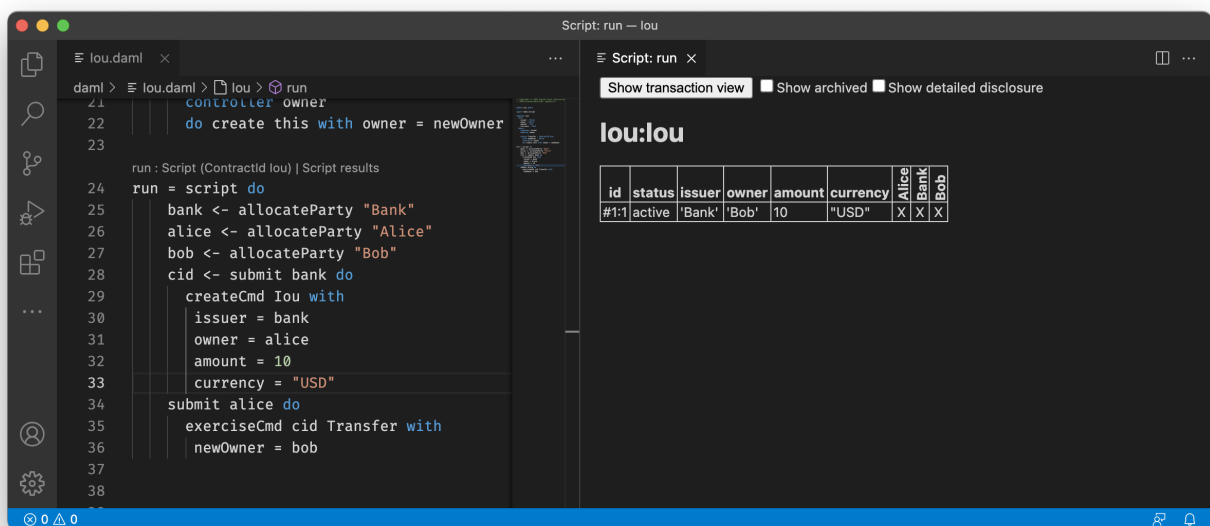 Script: run — Iou
Iou.daml
daml > Iou.daml > Iou > run
21 controller owner
22 do create this with owner = newOwner
23
run : Script (ContractId Iou) | Script results
24 run = script do
25 bank <- allocateParty "Bank"
26 alice <- allocateParty "Alice"
27 bob <- allocateParty "Bob"
28 cid <- submit bank do
29 createCmd Iou with
30 issuer = bank
31 owner = alice
32 amount = 10
33 currency = "USD"
34 submit alice do
35 exerciseCmd cid Transfer with
36 newOwner = bob
37
38
0 0
Script: run
Show transaction view Show archived Show detailed disclosure
Iou:Iou
id status issuer owner amount currency Alice Bank Bob
#1:1 active 'Bank' 'Bob' 10 "USD" X X X